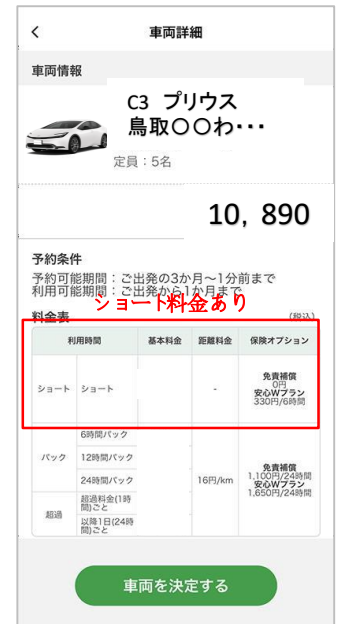 車両詳細
車両情報
C3 プリウス
鳥取〇〇わ･･･
定員：5名
10, 890
予約条件
予約可能期間：ご出発の3か月～1分前まで
利用可能期間：ご出発から1か月まで
ショート料金あり
料金表 (税込)
利用時間 基本料金 距離料金 保険オプション
ショート ショート - 免責補償
0円
安心Wプラン
330円/6時間
パック 6時間パック
12時間パック
24時間パック
16円/km 免責補償
1,100円/24時間
安心Wプラン
1,650円/24時間
超過 超過料金(1時
間)ごと
以降1日(24時
間)ごと
車両を決定する